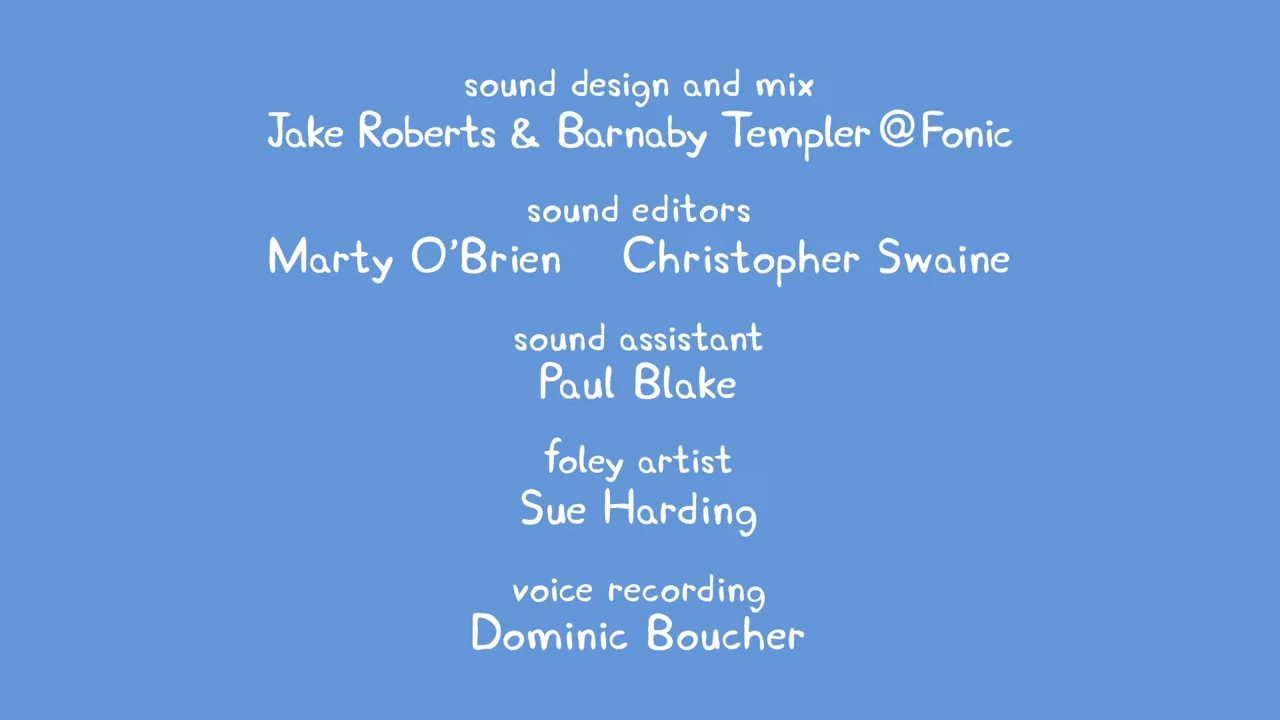 sound design and mix
Jake Roberts & Barnaby Templer @ Fonic
sound editors
Marty O'Brien Christopher Swaine
sound assistant
Paul Blake
foley artist
Sue Harding
voice recording
Dominic Boucher